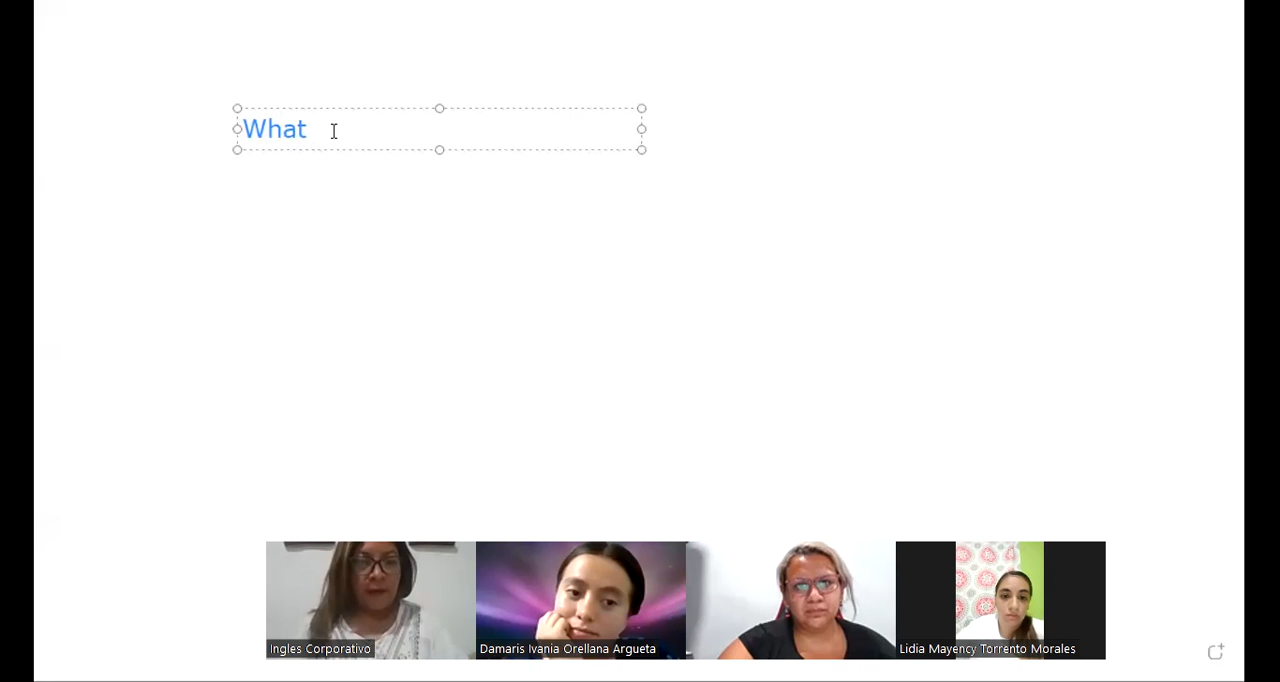 What
Ingles Corporativo
Damaris Ivania Orellana Argueta
Lidia Mayency Torrento Morales